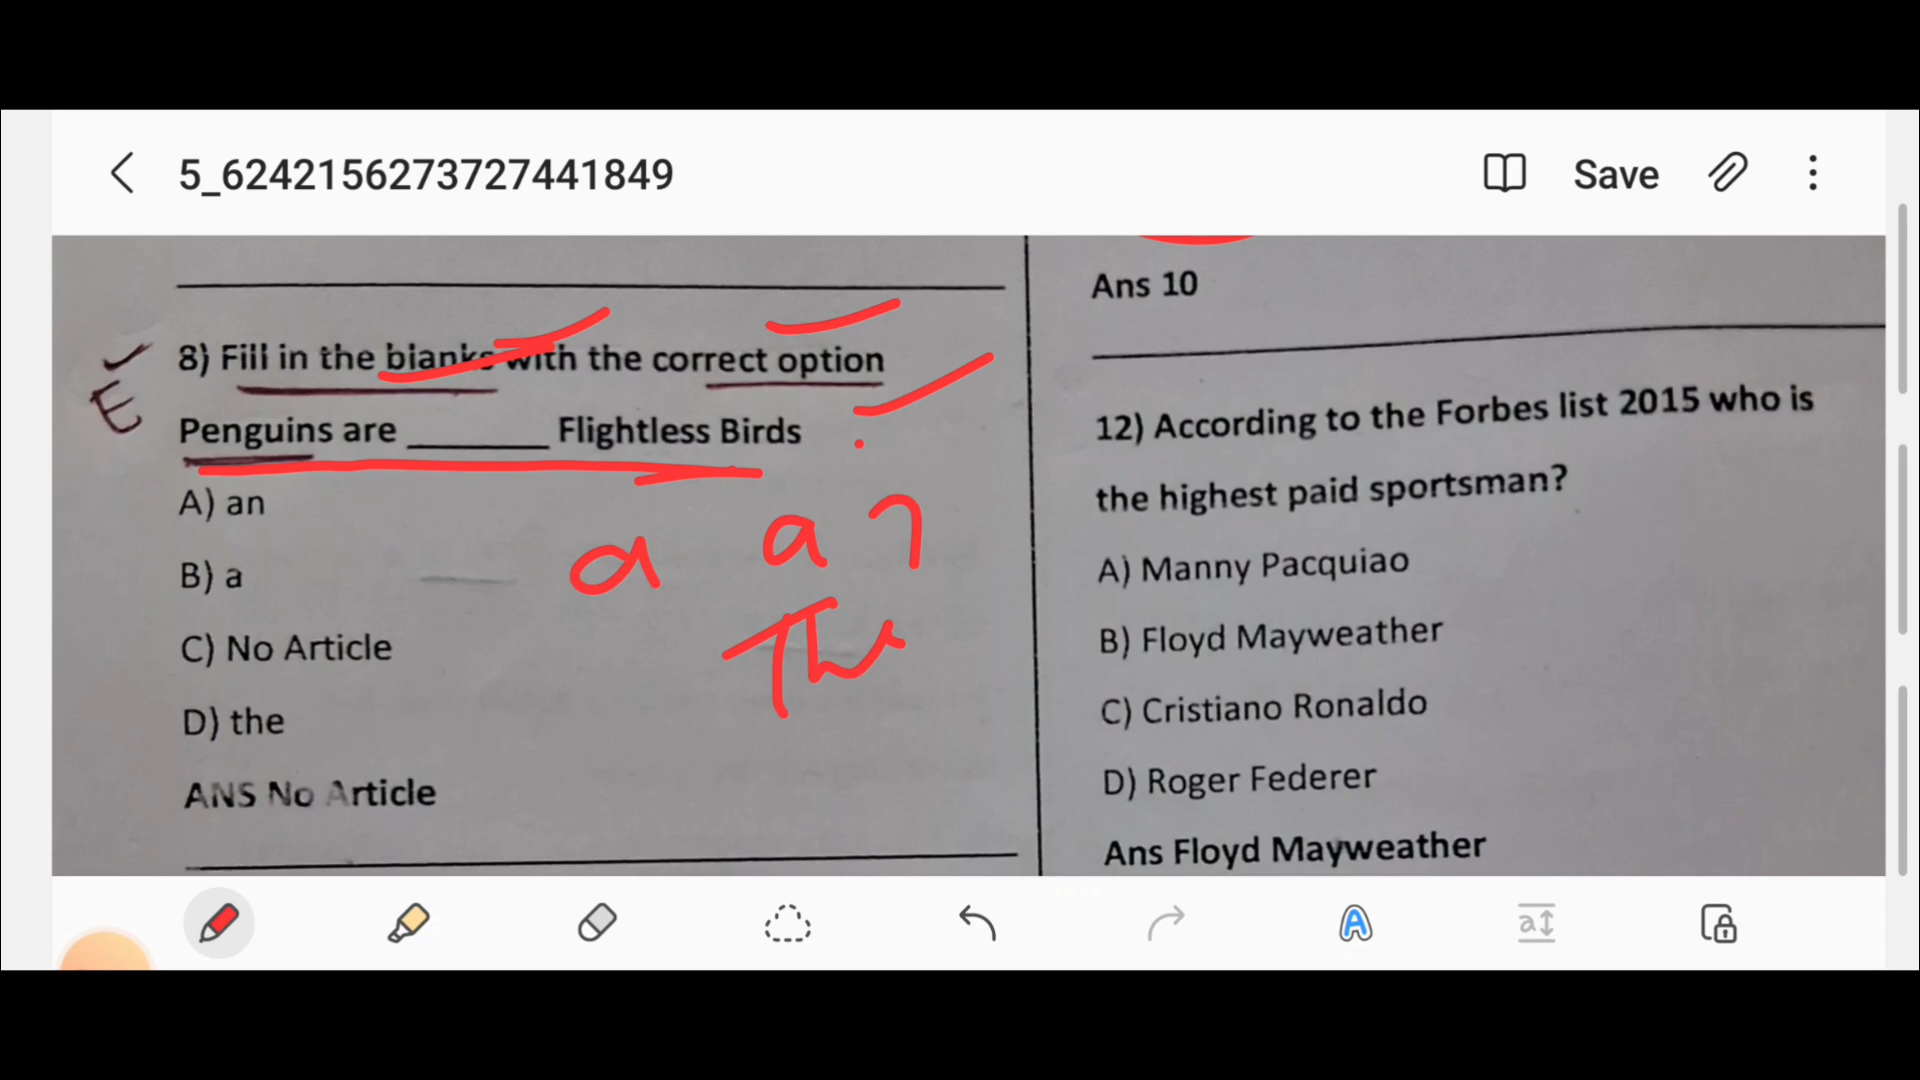 5_6242156273727441849
Save
8) Fill in the blanks with the correct option
E
Penguins are ________ Flightless Birds
A) an
B) a
C) No Article
D) the
ANS No Article
a
a
The
Ans 10
12) According to the Forbes list 2015 who is
the highest paid sportsman?
A) Manny Pacquiao
B) Floyd Mayweather
C) Cristiano Ronaldo
D) Roger Federer
Ans Floyd Mayweather